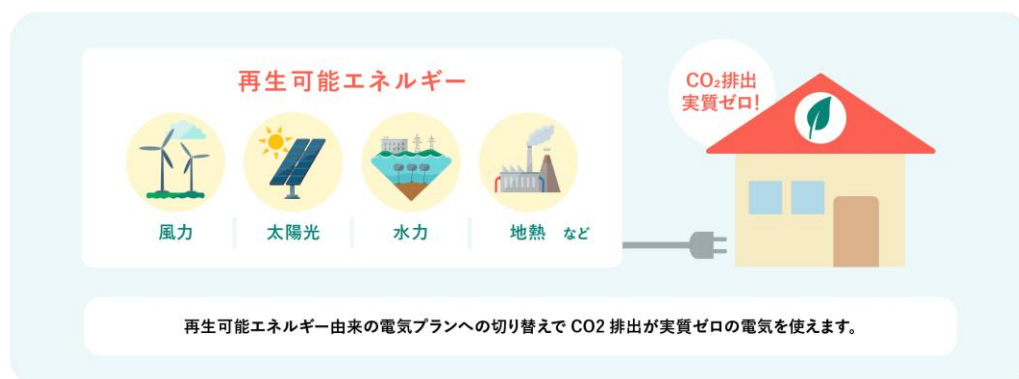 再生可能エネルギー
CO₂排出
実質ゼロ!
風力
太陽光
水力
地熱 など
再生可能エネルギー由来の電気プランへの切り替えで CO2 排出が実質ゼロの電気を使えます。